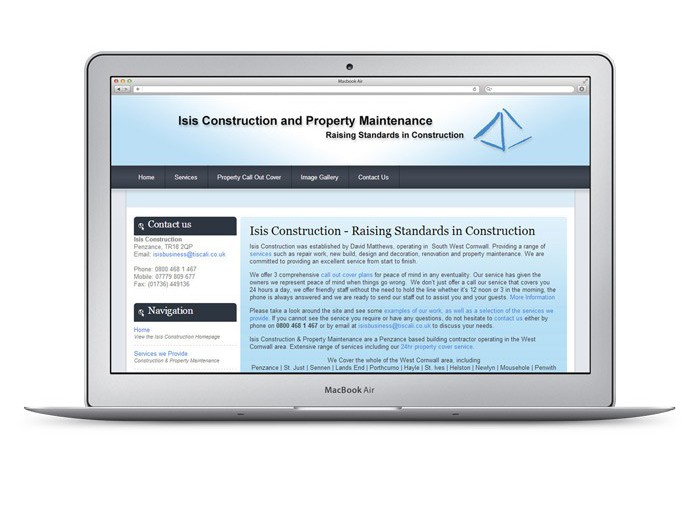 Macbook Air
Isis Construction and Property Maintenance
Raising Standards in Construction
Home Services Property Call Out Cover Image Gallery Contact Us
Contact us
Isis Construction
Penzance, TR18 2QP
Email: isisbusiness@tiscali.co.uk
Phone: 0800 468 1 467
Mobile: 07779 809 677
Fax: (01736) 449136
Navigation
Home
View the Isis Construction Homepage
Services we Provide
Construction & Property Maintenance
Isis Construction - Raising Standards in Construction
Isis Construction was established by David Matthews, operating in South West Cornwall. Providing a range of
services such as repair work, new build, design and decoration, renovation and property maintenance. We are
committed to providing an excellent service from start to finish.
We offer 3 comprehensive call out cover plans for peace of mind in any eventuality. Our service has given the
owners we represent peace of mind when things go wrong. We don't just offer a call our service that covers you
24 hours a day, we offer friendly staff without the need to hold the line whether it's 12 noon or 3 in the morning, the
phone is always answered and we are ready to send our staff out to assist you and your guests. More Information
Please take a look around the site and see some examples of our work, as well as a selection of the services we
provide. If you cannot see the service you require or have any questions, do not hesitate to contact us either by
phone on 0800 468 1 467 or by email at isisbusiness@tiscali.co.uk to discuss your needs.
Isis Construction & Property Maintenance are a Penzance based building contractor operating in the West
Cornwall area. Extensive range of services including our 24hr property cover service.
We Cover the whole of the West Cornwall area, including
Penzance | St. Just | Sennen | Lands End | Porthcurno | Hayle | St. Ives | Helston | Newlyn | Mousehole | Penwith
MacBook Air